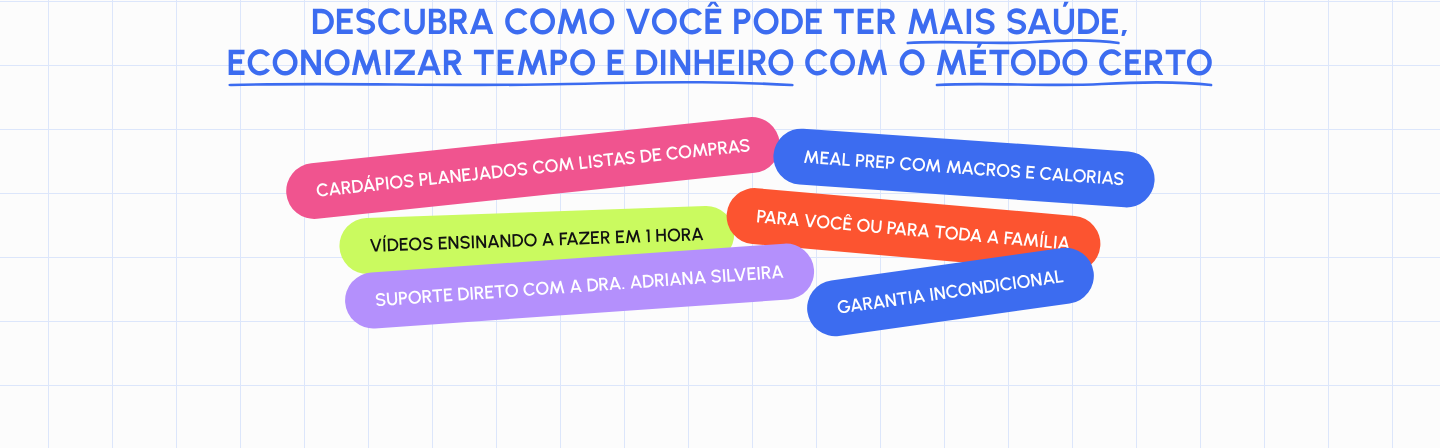 DESCUBRA COMO VOCÊ PODE TER MAIS SAÚDE,
ECONOMIZAR TEMPO E DINHEIRO COM O MÉTODO CERTO
CARDÁPIOS PLANEJADOS COM LISTAS DE COMPRAS
MEAL PREP COM MACROS E CALORIAS
VÍDEOS ENSINANDO A FAZER EM 1 HORA
PARA VOCÊ OU PARA TODA A FAMÍLIA
SUPORTE DIRETO COM A DRA. ADRIANA SILVEIRA
GARANTIA INCONDICIONAL